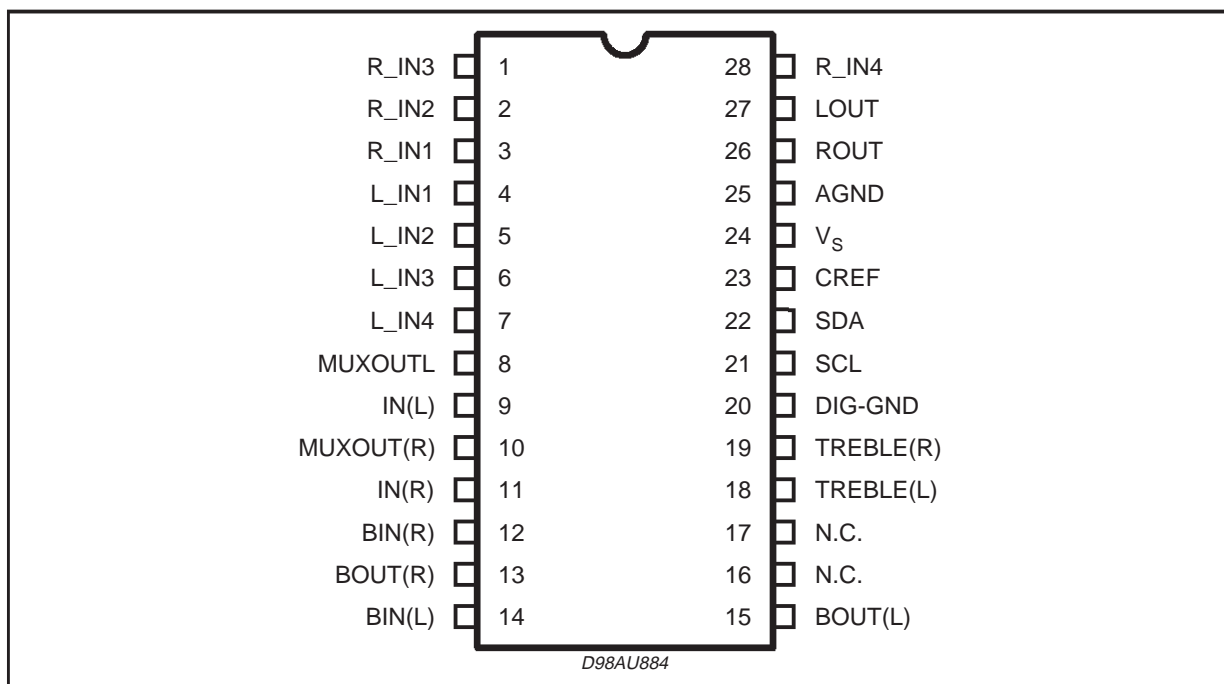 R_IN3 1 28 R_IN4
R_IN2 2 27 LOUT
R_IN1 3 26 ROUT
L_IN1 4 25 AGND
L_IN2 5 24 VS
L_IN3 6 23 CREF
L_IN4 7 22 SDA
MUXOUTL 8 21 SCL
IN(L) 9 20 DIG-GND
MUXOUT(R) 10 19 TREBLE(R)
IN(R) 11 18 TREBLE(L)
BIN(R) 12 17 N.C.
BOUT(R) 13 16 N.C.
BIN(L) 14 15 BOUT(L)
D98AU884